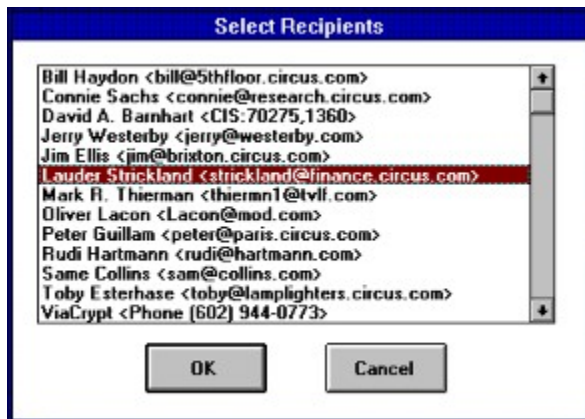 Select Recipients
Bill Haydon <bill@5thfloor.circus.com>
Connie Sachs <connie@research.circus.com>
David A. Barnhart <CIS:70275,1360>
Jerry Westerby <jerry@westerby.com>
Jim Ellis <jim@brixton.circus.com>
Lauder Strickland <strickland@finance.circus.com>
Mark R. Thierman <thiermn1@tvlf.com>
Oliver Lacon <Lacon@mod.com>
Peter Guillam <peter@paris.circus.com>
Rudi Hartmann <rudi@hartmann.com>
Same Collins <sam@collins.com>
Toby Esterhase <toby@lamplighters.circus.com>
ViaCrypt <Phone (602) 944-0773>
OK Cancel